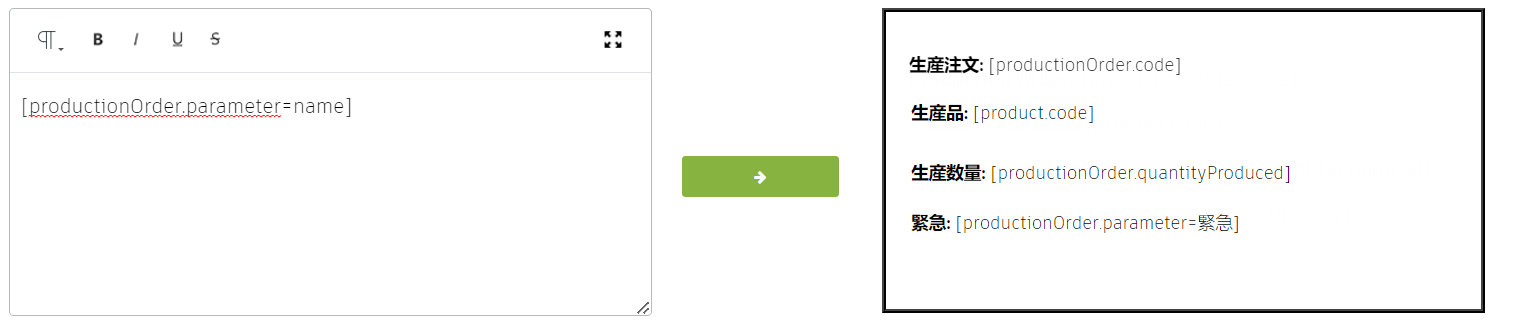 B I U S
[productionOrder.parameter=name]
生産注文: [productionOrder.code]
生産品: [product.code]
生産数量: [productionOrder.quantityProduced]
緊急: [productionOrder.parameter=緊急]